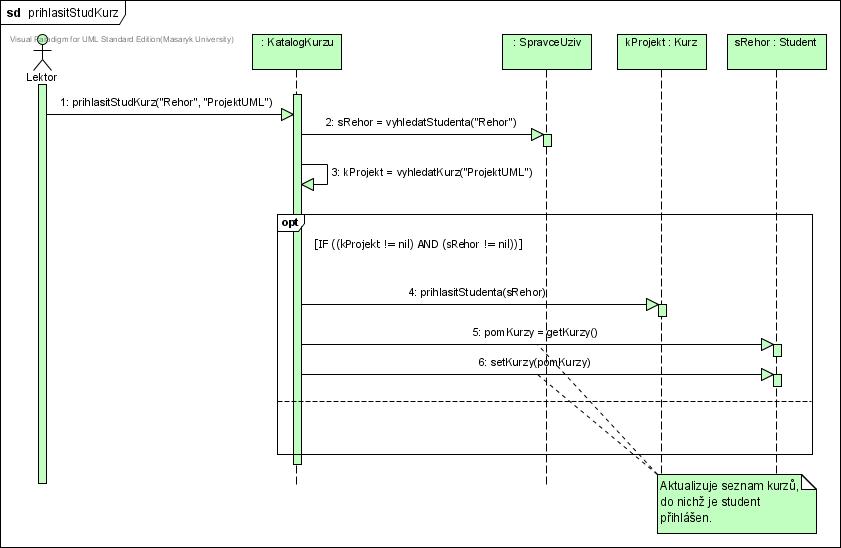 sd prihlasitStudKurz
Visual Paradigm for UML Standard Edition(Masaryk University)
: KatalogKurzu
: SpravceUziv
kProjekt : Kurz
sRehor : Student
Lektor
1: prihlasitStudKurz("Rehor", "ProjektUML")
2: sRehor = vyhledatStudenta("Rehor")
3: kProjekt = vyhledatKurz("ProjektUML")
opt
[IF ((kProjekt != nil) AND (sRehor != nil))]
4: prihlasitStudenta(sRehor)
5: pomKurzy = getKurzy()
6: setKurzy(pomKurzy)
Aktualizuje seznam kurzů,
do nichž je student
přihlášen.